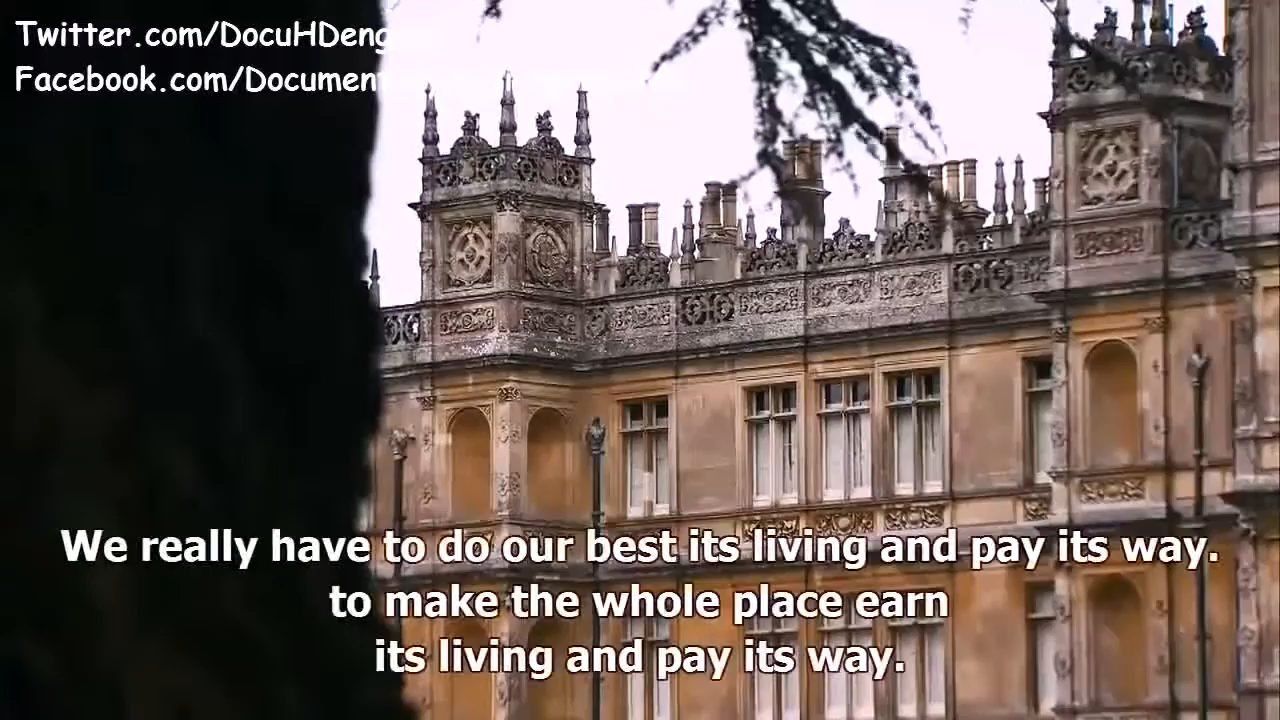 Twitter.com/DocuHDeng
Facebook.com/Document
We really have to do our best its living and pay its way.
to make the whole place earn
its living and pay its way.